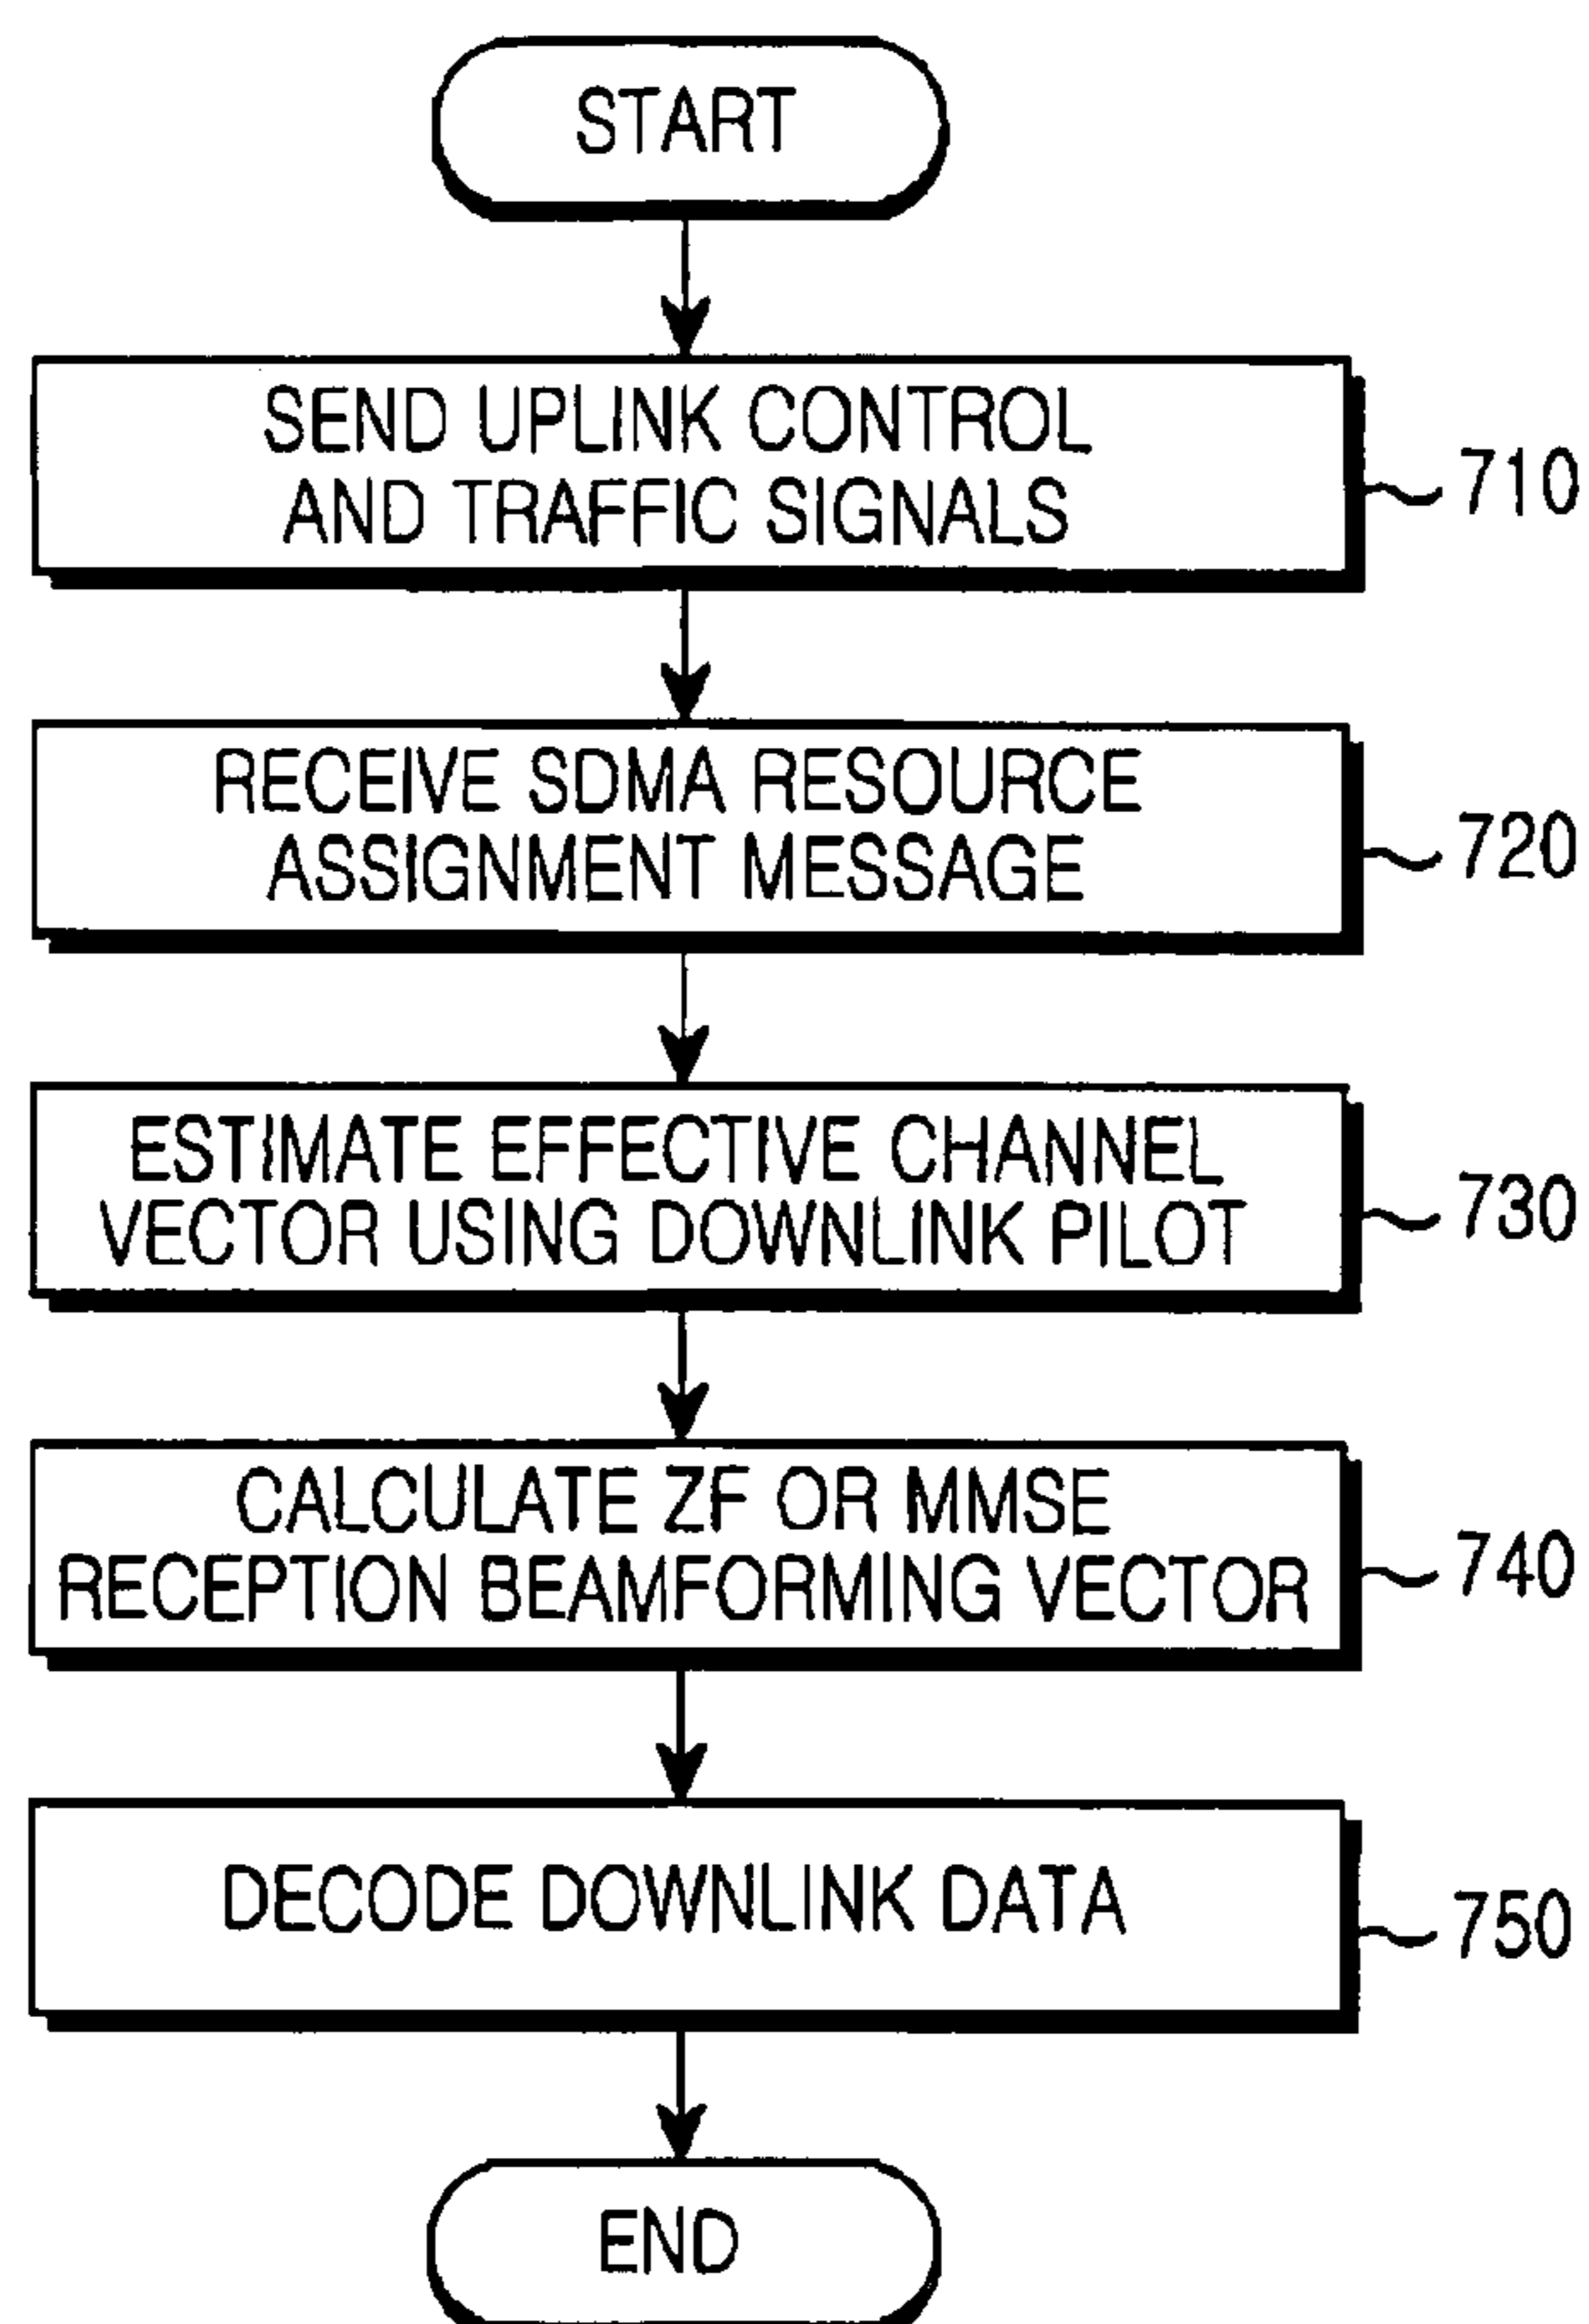 START
SEND UPLINK CONTROL
AND TRAFFIC SIGNALS
710
RECEIVE SDMA RESOURCE
ASSIGNMENT MESSAGE
720
ESTIMATE EFFECTIVE CHANNEL
VECTOR USING DOWNLINK PILOT
730
CALCULATE ZF OR MMSE
RECEPTION BEAMFORMING VECTOR
740
DECODE DOWNLINK DATA
750
END